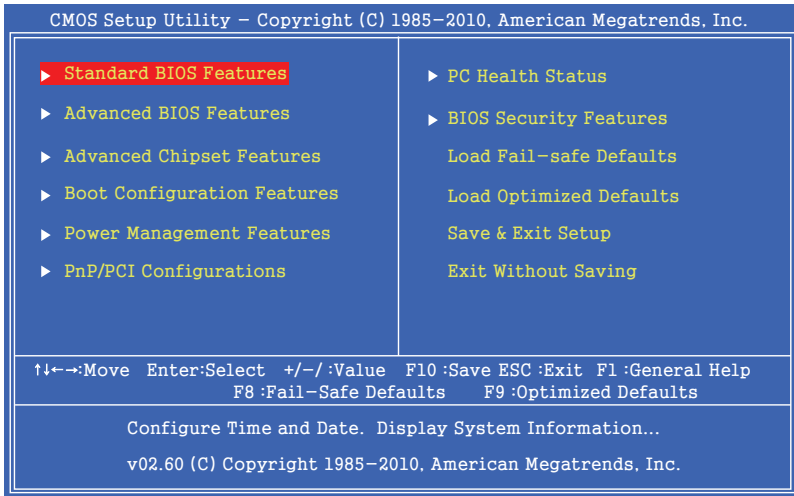 CMOS Setup Utility – Copyright (C) 1985–2010, American Megatrends, Inc.
▶ Standard BIOS Features
▶ Advanced BIOS Features
▶ Advanced Chipset Features
▶ Boot Configuration Features
▶ Power Management Features
▶ PnP/PCI Configurations
▶ PC Health Status
▶ BIOS Security Features
Load Fail–safe Defaults
Load Optimized Defaults
Save & Exit Setup
Exit Without Saving
↑↓←→:Move Enter:Select +/–/ :Value F10 :Save ESC :Exit F1 :General Help
F8 :Fail–Safe Defaults F9 :Optimized Defaults
Configure Time and Date. Display System Information...
v02.60 (C) Copyright 1985–2010, American Megatrends, Inc.